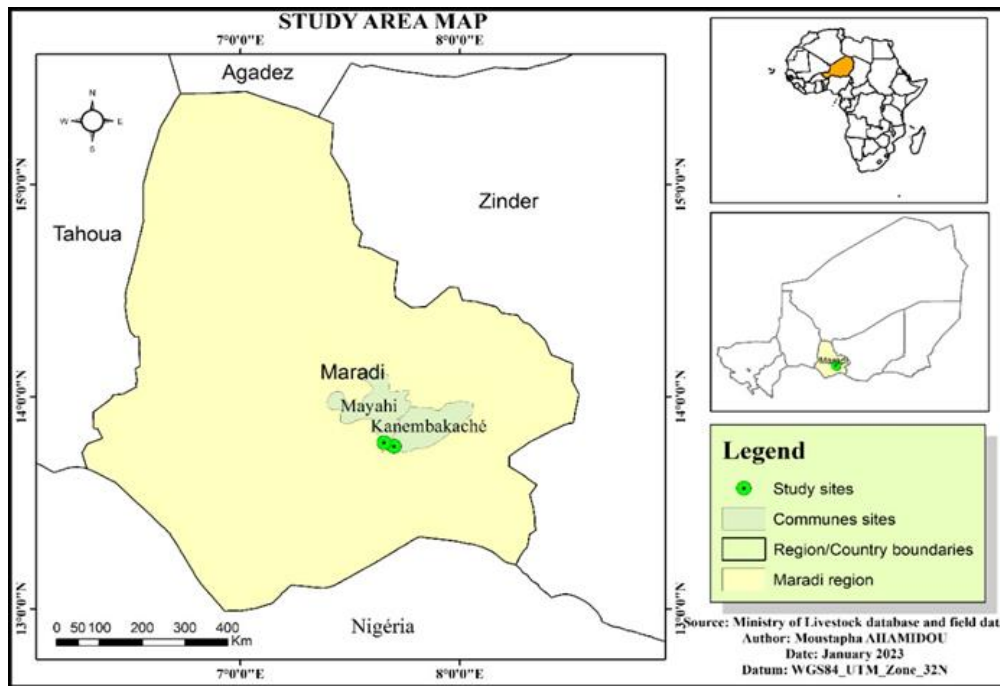 STUDY AREA MAP
7°0'0"E
8°0'0"E
Agadez
N
W
E
S
15°0'0"N
15°0'0"N
Zinder
Tahoua
Maradi
14°0'0"N
14°0'0"N
Mayahi
Kanembakaché
13°0'0"N
13°0'0"N
Nigéria
0 50 100 200 300 400
Km
7°0'0"E
8°0'0"E
Legend
Study sites
Communes sites
Region/Country boundaries
Maradi region
Source: Ministry of Livestock database and field dat
Author: Moustapha AHAMIDOU
Date: January 2023
Datum: WGS84_UTM_Zone_32N